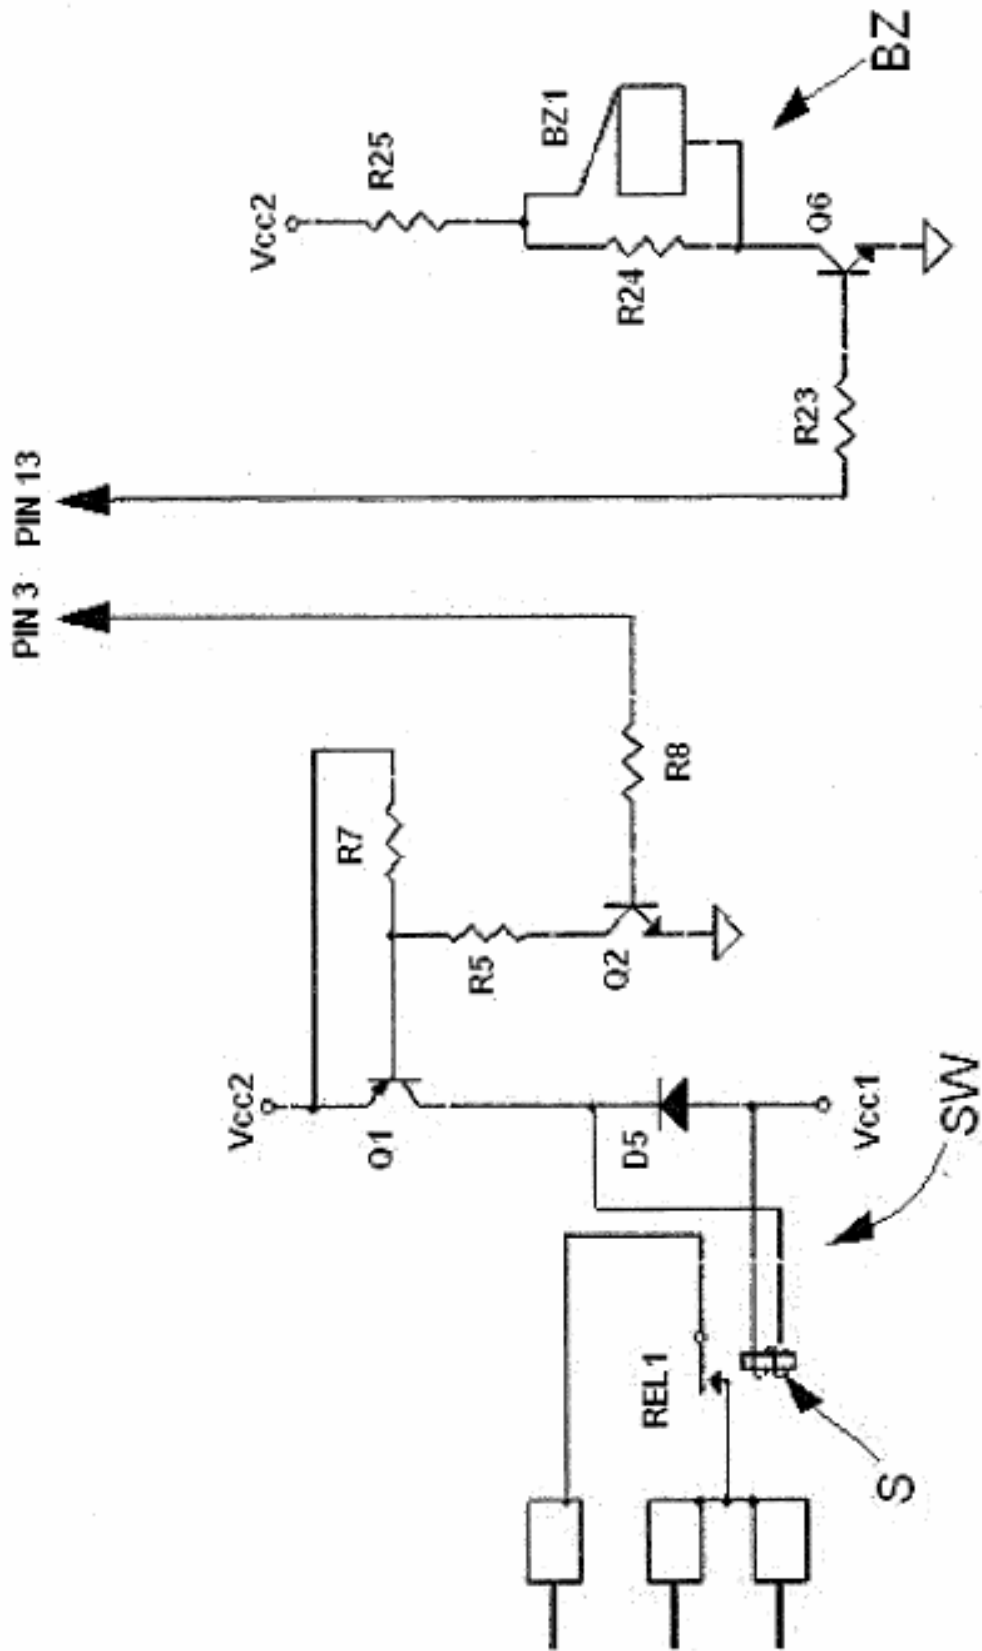 PIN 3
PIN 13
Vcc2
R25
BZ1
BZ
R24
Q6
R23
R7
R8
R5
Q2
Vcc2
Q1
D5
Vcc1
SW
REL1
S